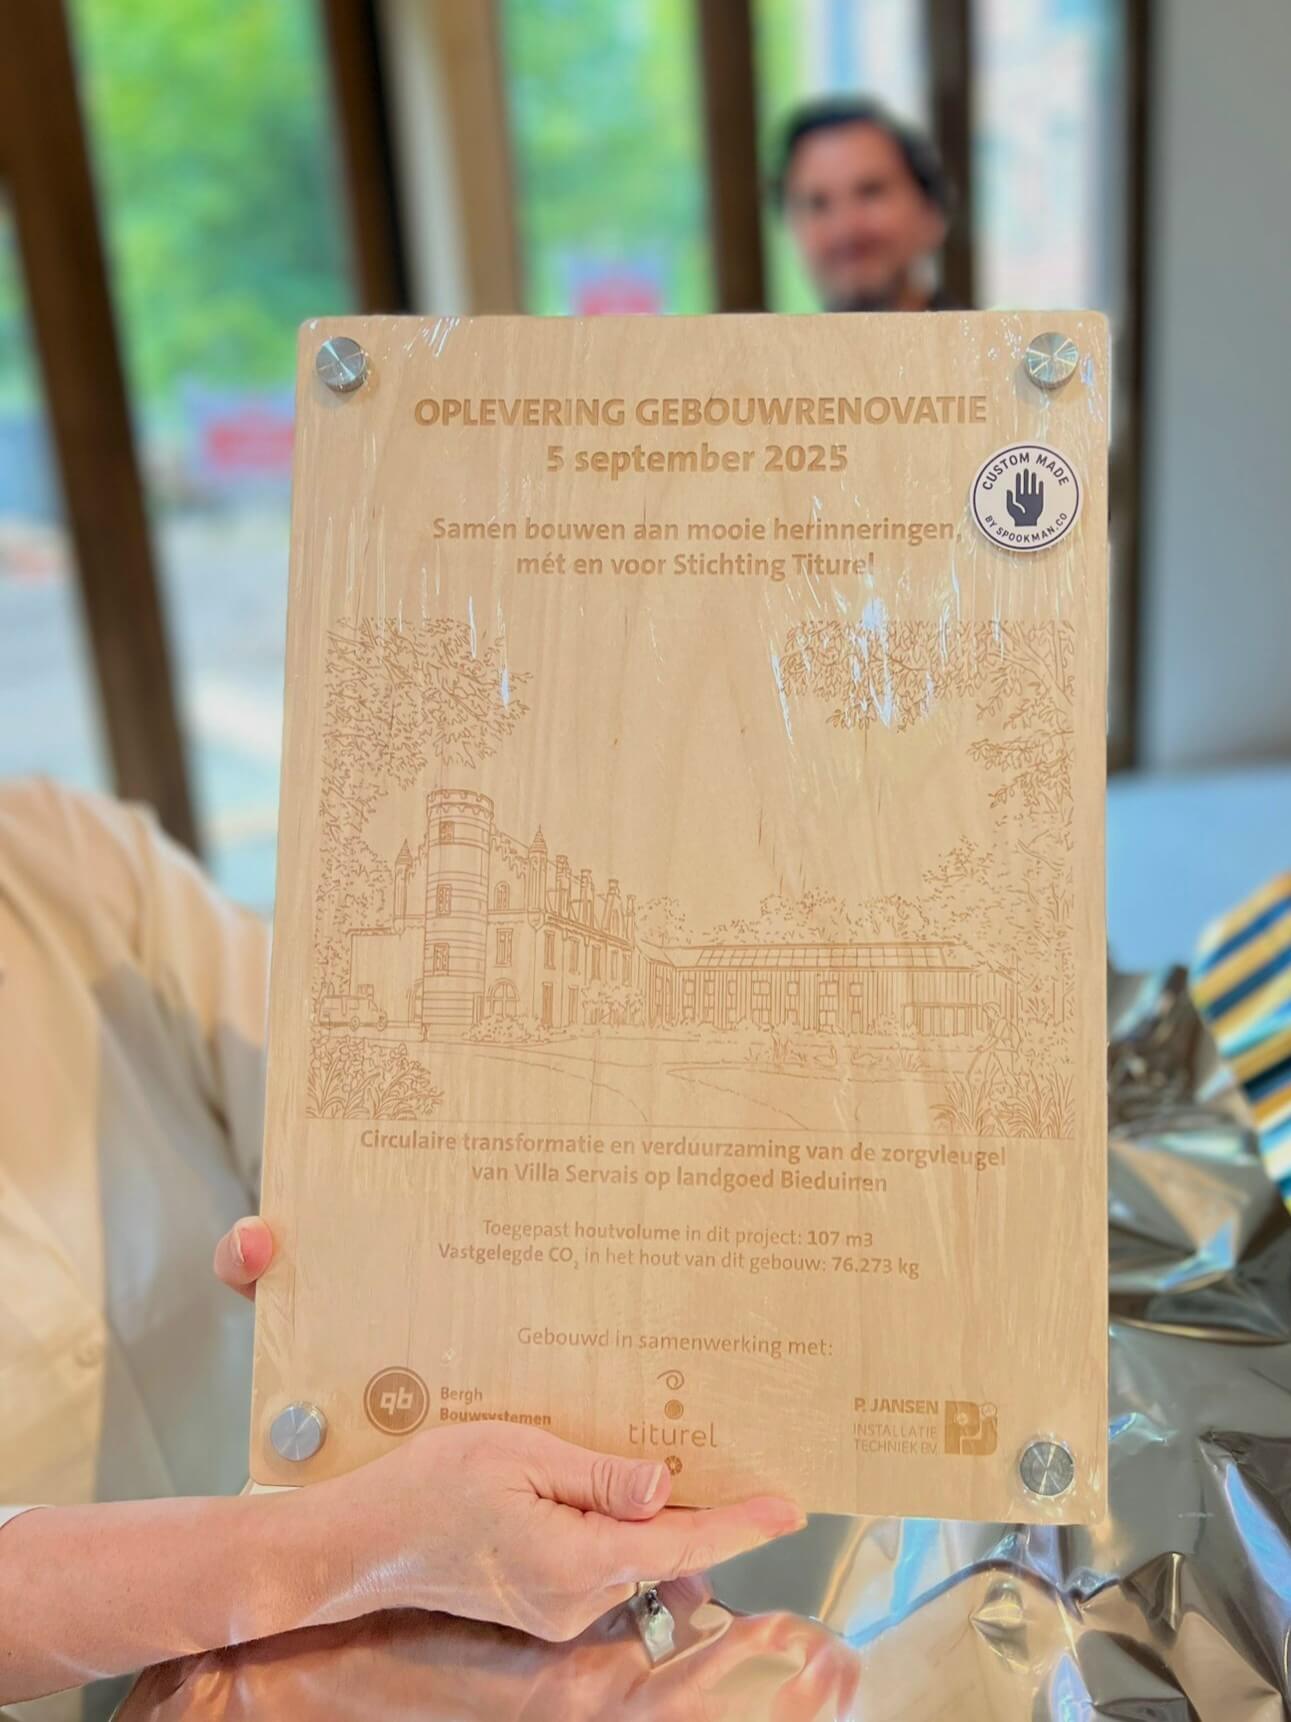 OPLEVERING GEBOUWRENOVATIE
5 september 2025
CUSTOM MADE
BY SPOOKMAN.CO
Samen bouwen aan mooie herinneringen,
mét en voor Stichting Titurel
Circulaire transformatie en verduurzaming van de zorgvleugel
van Villa Servais op landgoed Bieduinen
Toegepast houtvolume in dit project: 107 m3
Vastgelegde CO₂ in het hout van dit gebouw: 76.273 kg
Gebouwd in samenwerking met:
Bergh
Bouwsystemen
titurel
P. JANSEN
INSTALLATIE
TECHNIEK B.V.